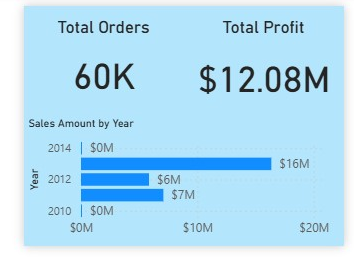 Total Orders
Total Profit
60K
$12.08M
Sales Amount by Year
Year
2014
$0M
$16M
2012
$6M
$7M
2010
$0M
$0M
$10M
$20M